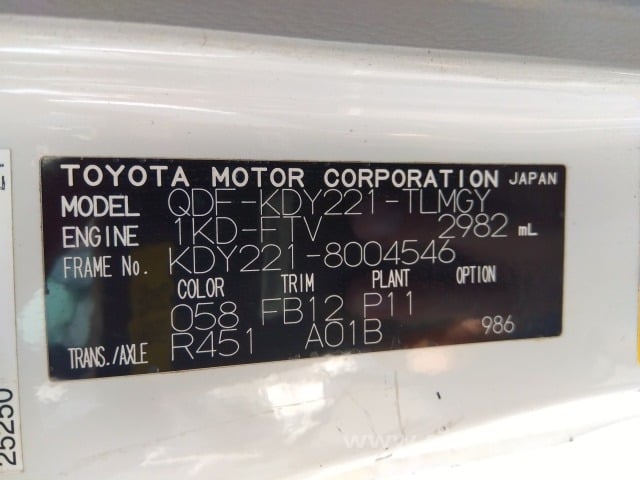 TOYOTA MOTOR CORPORATION JAPAN
MODEL QDF-KDY221-TLMGY
ENGINE 1KD-FTV 2982 mL
FRAME No. KDY221-8004546
COLOR TRIM PLANT OPTION
058 FB12 P11
TRANS./AXLE R451 A01B 986
25250